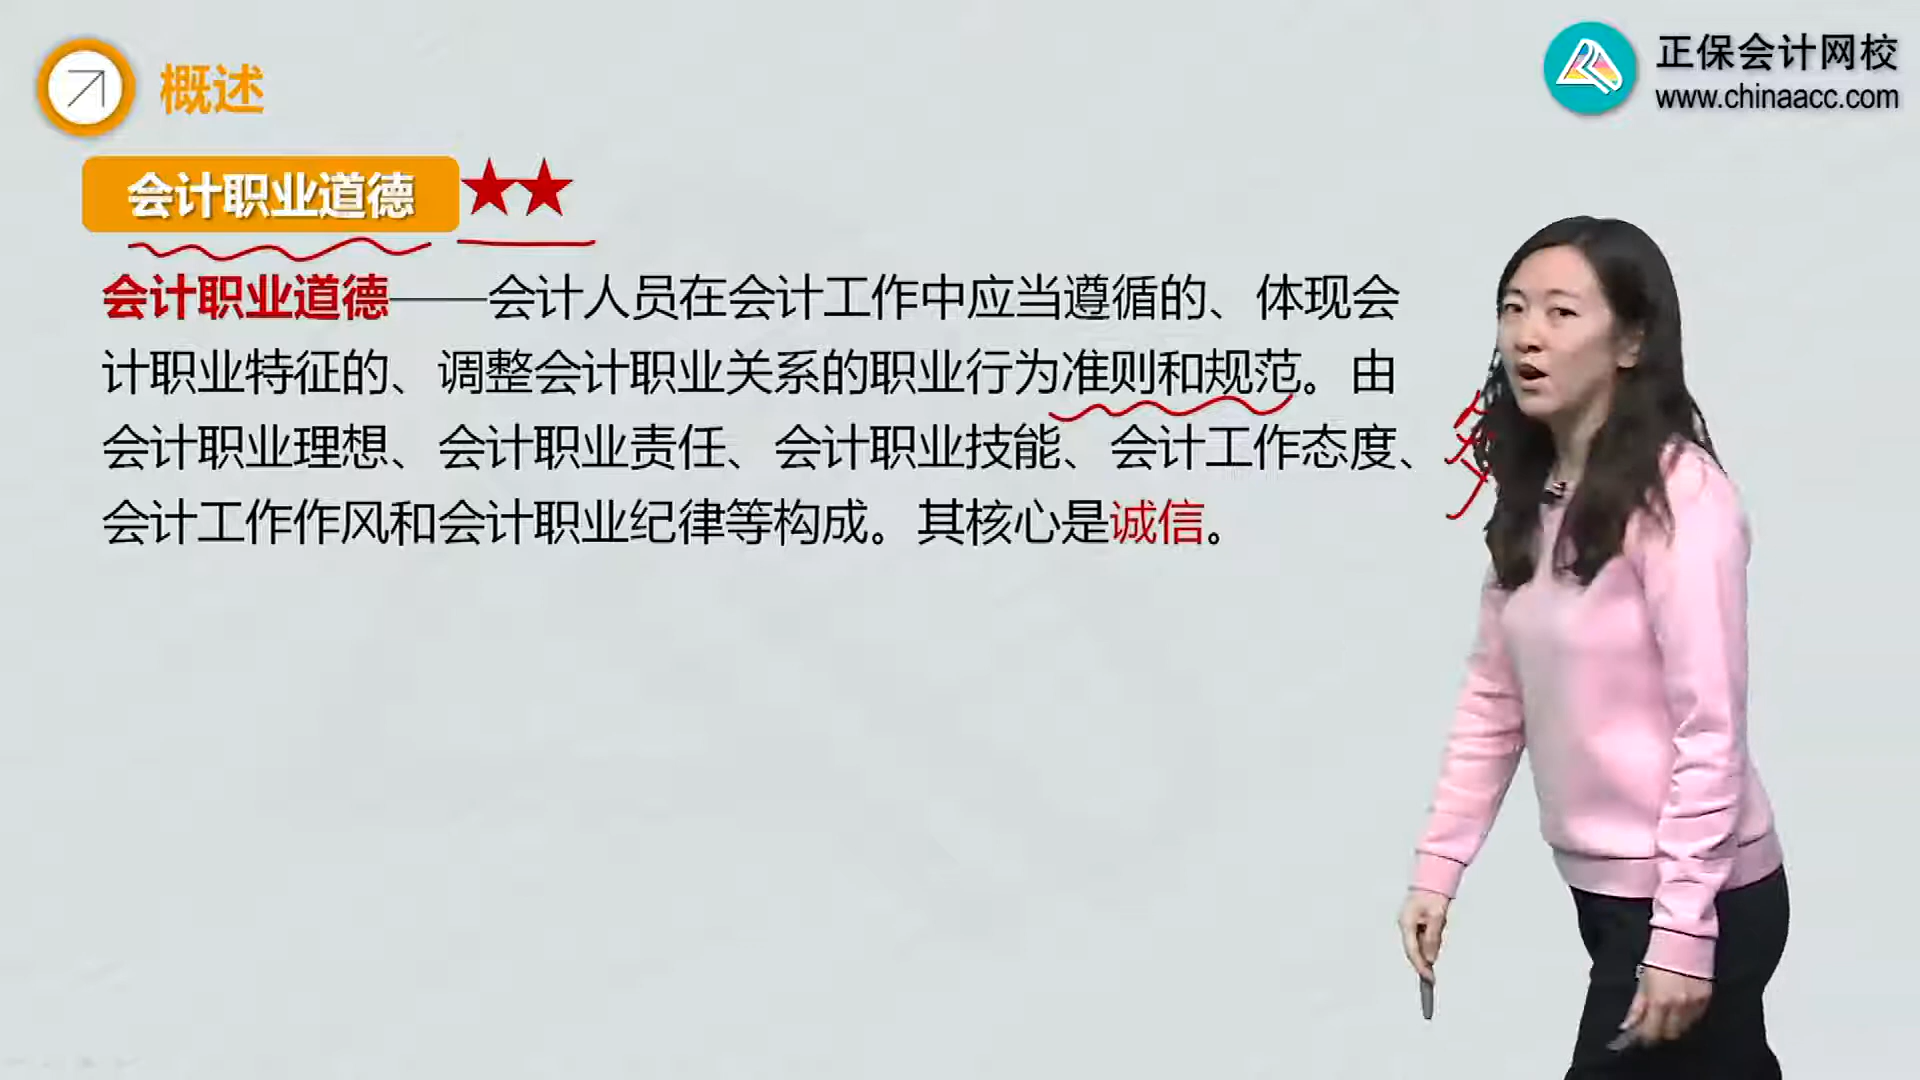 概述
正保会计网校
www.chinaacc.com
会计职业道德
会计职业道德——会计人员在会计工作中应当遵循的、体现会
计职业特征的、调整会计职业关系的职业行为准则和规范。由
会计职业理想、会计职业责任、会计职业技能、会计工作态度、
会计工作作风和会计职业纪律等构成。其核心是诚信。